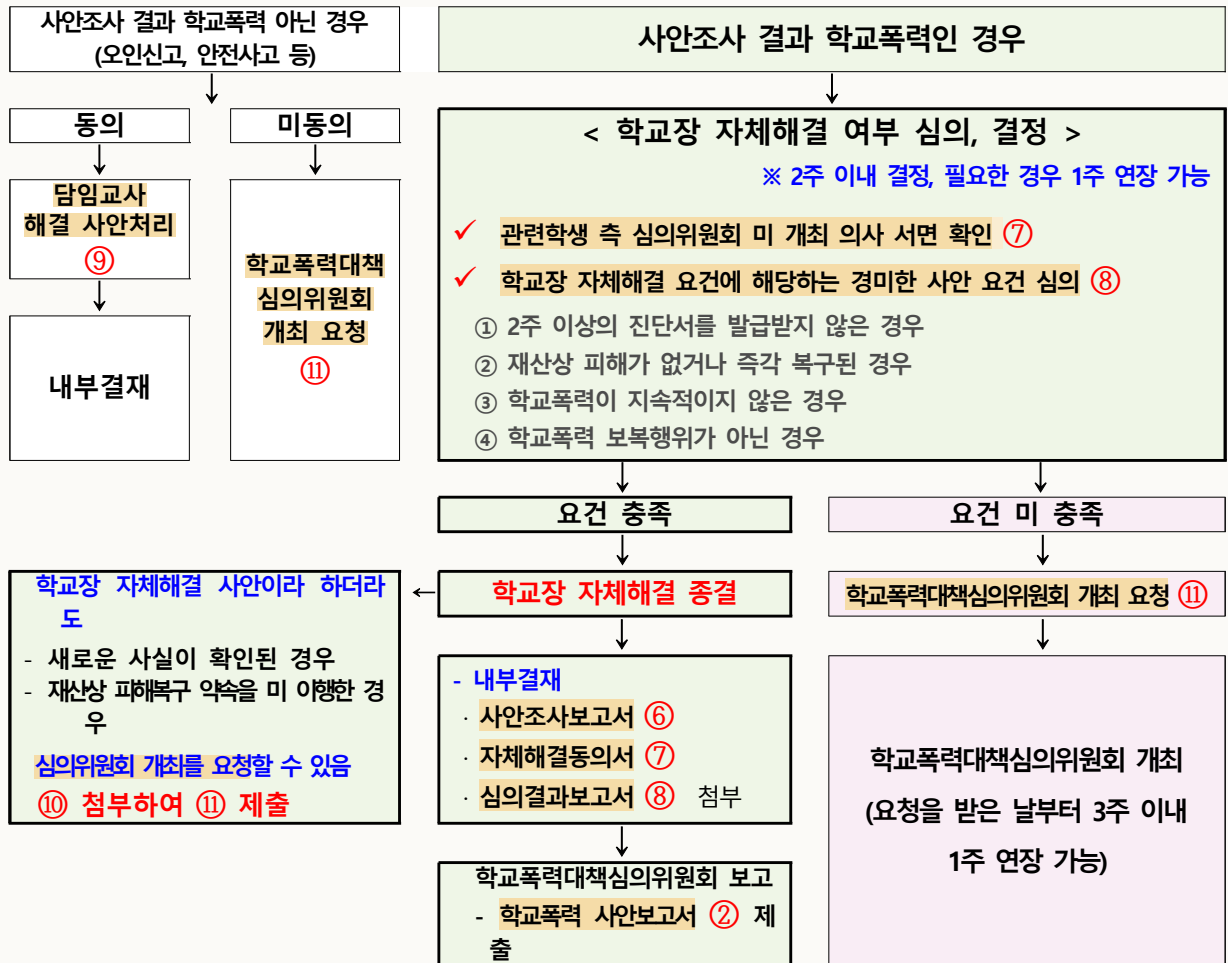 사안조사 결과 학교폭력 아닌 경우
(오인신고, 안전사고 등)
사안조사 결과 학교폭력인 경우
동의
미동의
담임교사
해결 사안처리
⑨
내부결재
학교폭력대책
심의위원회
개최 요청
⑪
< 학교장 자체해결 여부 심의, 결정 >
※ 2주 이내 결정, 필요한 경우 1주 연장 가능
✓ 관련학생 측 심의위원회 미 개최 의사 서면 확인 ⑦
✓ 학교장 자체해결 요건에 해당하는 경미한 사안 요건 심의 ⑧
① 2주 이상의 진단서를 발급받지 않은 경우
② 재산상 피해가 없거나 즉각 복구된 경우
③ 학교폭력이 지속적이지 않은 경우
④ 학교폭력 보복행위가 아닌 경우
요건 충족
요건 미 충족
학교장 자체해결 사안이라 하더라
도
- 새로운 사실이 확인된 경우
- 재산상 피해복구 약속을 미 이행한 경
우
심의위원회 개최를 요청할 수 있음
⑩ 첨부하여 ⑪ 제출
학교장 자체해결 종결
- 내부결재
· 사안조사보고서 ⑥
· 자체해결동의서 ⑦
· 심의결과보고서 ⑧ 첨부
학교폭력대책심의위원회 보고
- 학교폭력 사안보고서 ② 제
출
학교폭력대책심의위원회 개최 요청 ⑪
학교폭력대책심의위원회 개최
(요청을 받은 날부터 3주 이내
1주 연장 가능)